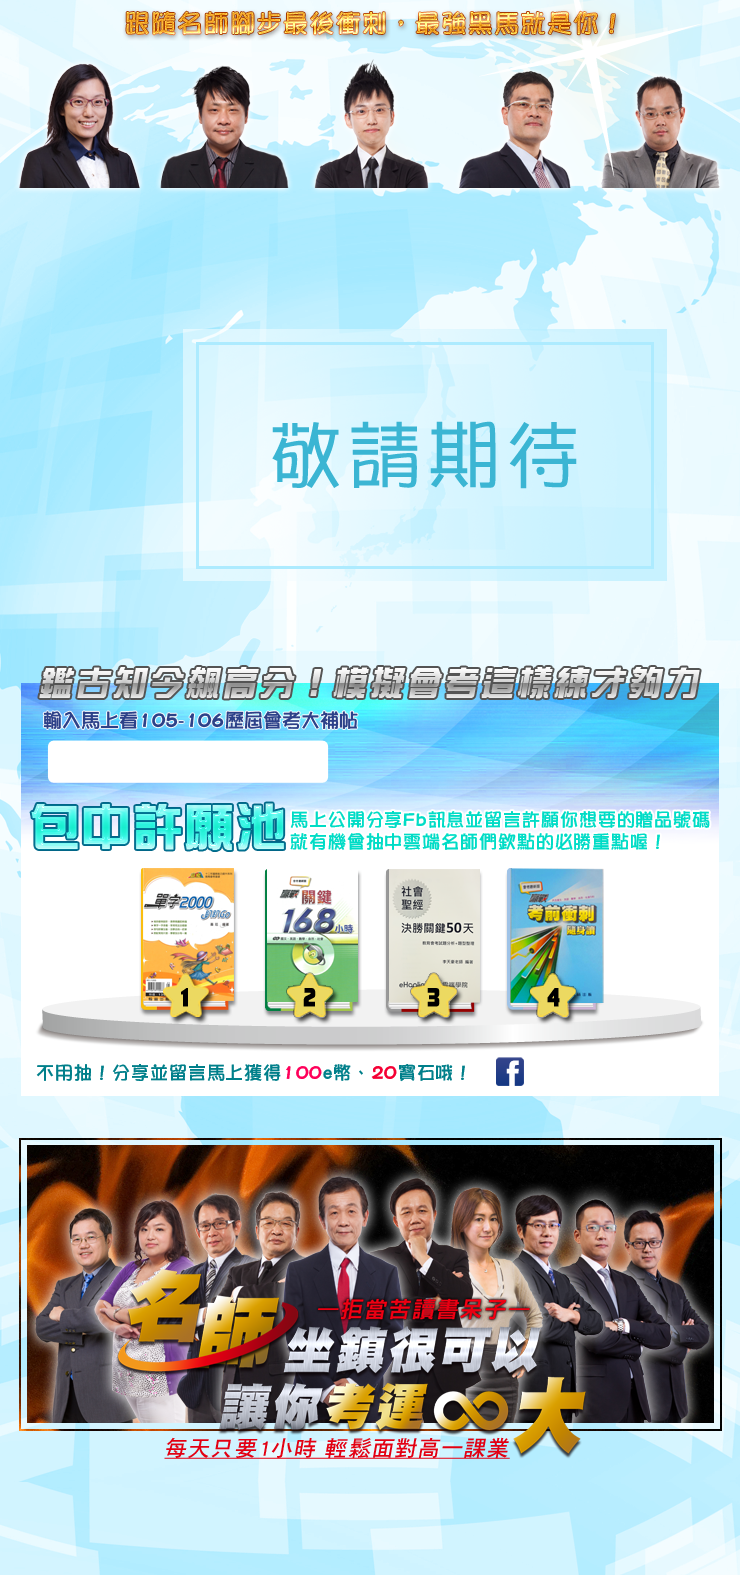 跟隨名師腳步最後衝刺，最強黑馬就是你！
敬請期待
鑑古知今飆高分！模擬會考這樣練才夠力
輸入馬上看105-106歷屆會考大補帖
包中許願池
馬上公開分享Fb訊息並留言許願你想要的贈品號碼
就有機會抽中雲端名師們欽點的必勝重點喔！
單字2000
關鍵
168小時
社會
聖經
決勝關鍵50天
考前衝刺
隨身讀
1
2
3
4
不用抽！分享並留言馬上獲得100e幣、20寶石哦！
f
名師
—拒當苦讀書呆子—
坐鎮很可以
讓你考運∞大
每天只要1小時 輕鬆面對高一課業